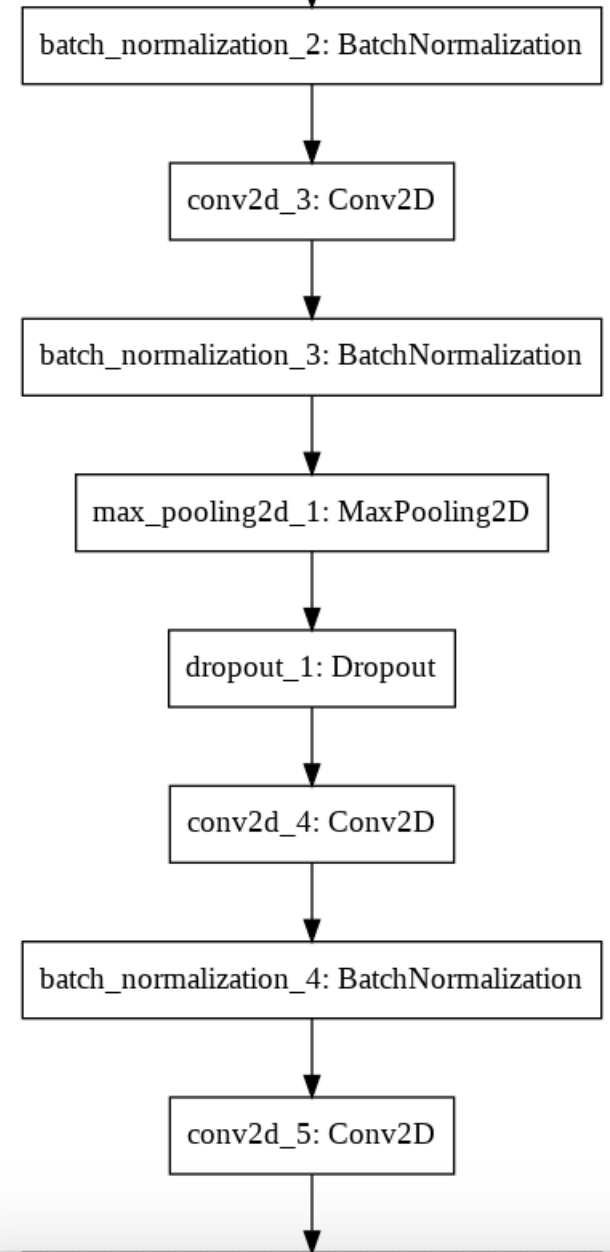 batch_normalization_2: BatchNormalization
conv2d_3: Conv2D
batch_normalization_3: BatchNormalization
max_pooling2d_1: MaxPooling2D
dropout_1: Dropout
conv2d_4: Conv2D
batch_normalization_4: BatchNormalization
conv2d_5: Conv2D